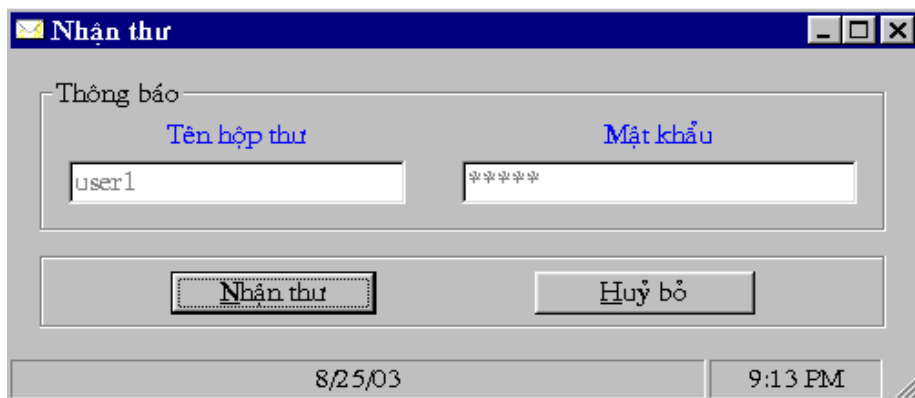 Nhận thư
Thông báo
Tên hộp thư Mật khẩu
user1 *****
Nhận thư Huỷ bỏ
8/25/03 9:13 PM